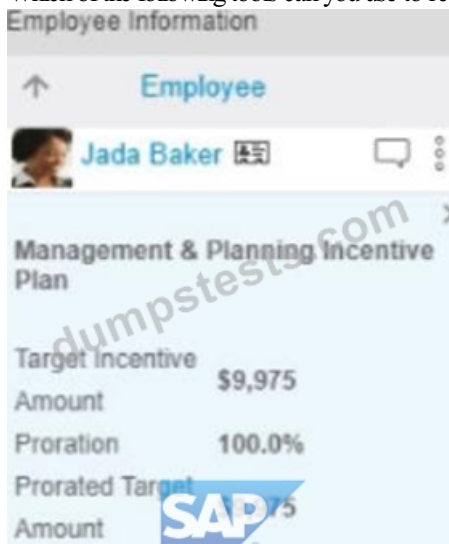 Employee Information
Employee
Jada Baker
Management & Planning Incentive
Plan
dumpstests.com
Target Incentive
Amount
$9,975
Proration 100.0%
Prorated Target
Amount
SAP